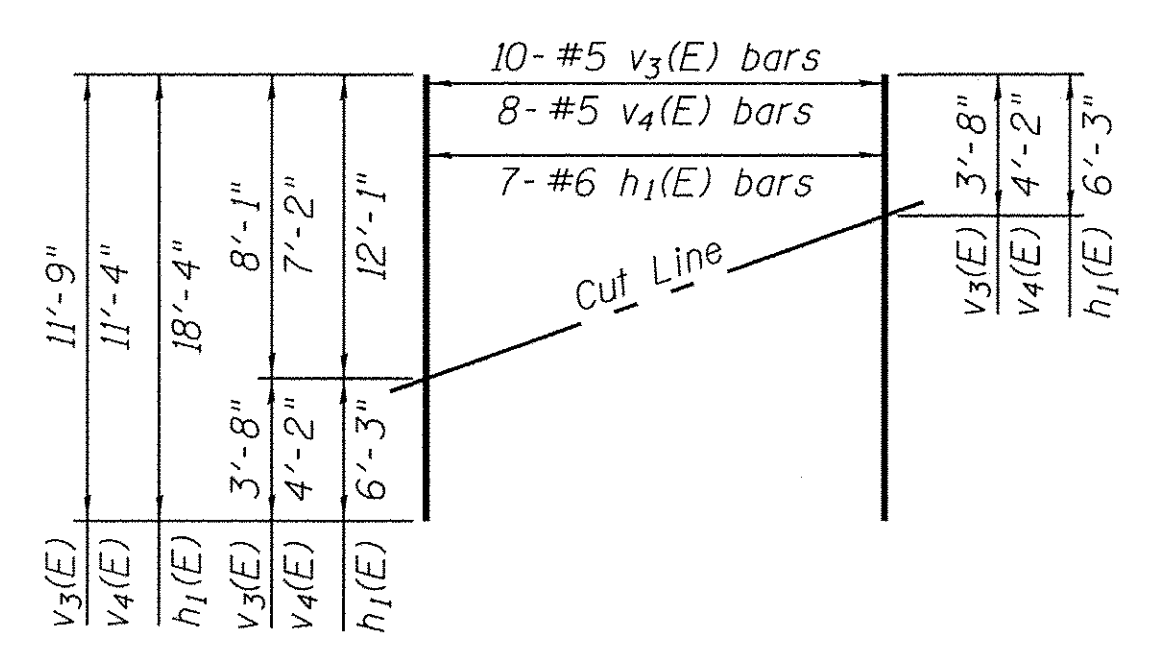 10- #5 v3(E) bars
8- #5 v4(E) bars
7- #6 h1(E) bars
Cut Line
11'-9"
11'-4"
18'-4"
8'-1"
7'-2"
12'-1"
3'-8"
4'-2"
6'-3"
v3(E)
v4(E)
h1(E)
v3(E)
v4(E)
h1(E)
3'-8"
4'-2"
6'-3"
v3(E)
v4(E)
h1(E)